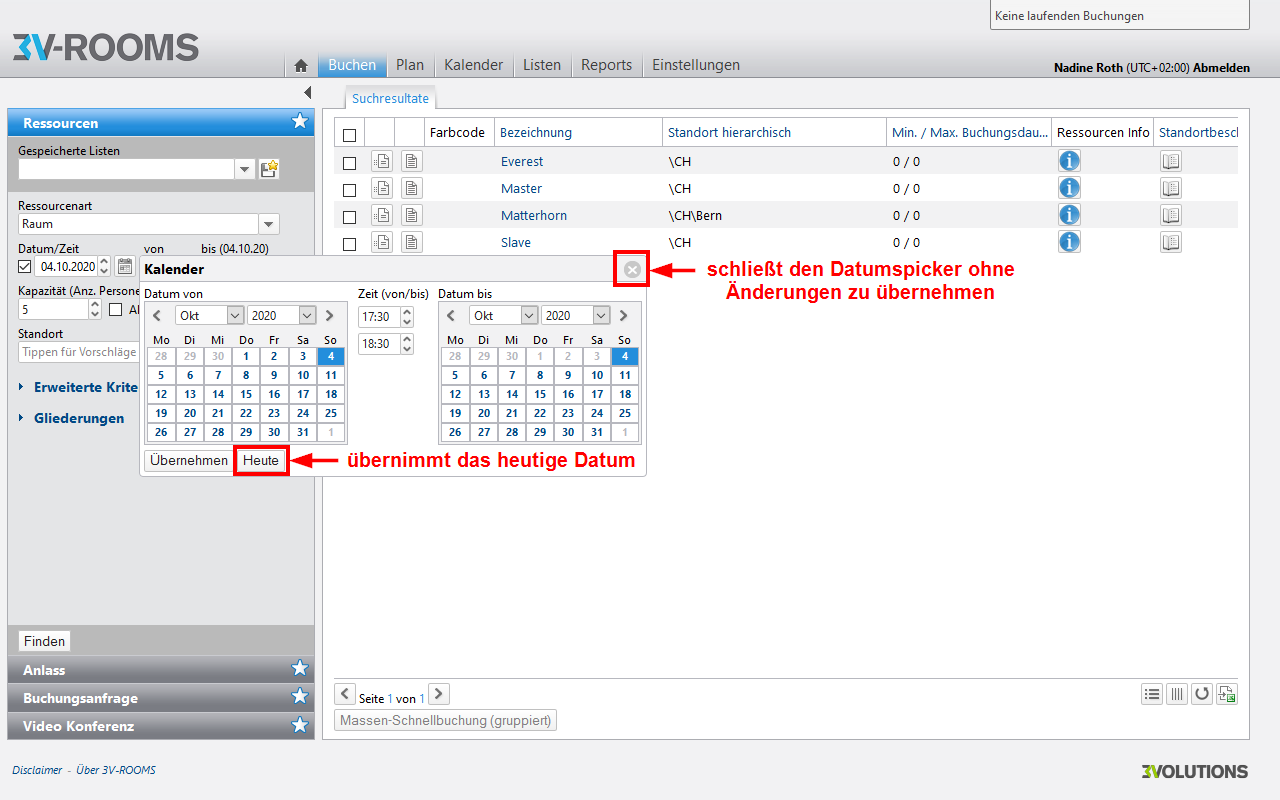 Keine laufenden Buchungen
3V-ROOMS
Buchen Plan Kalender Listen Reports Einstellungen
Nadine Roth (UTC+02:00) Abmelden
Suchresultate
Ressourcen
Gespeicherte Listen
Ressourcenart
Raum
Datum/Zeit von bis (04.10.20)
04.10.2020
Kapazität (Anz. Persone
5 Al
Standort
Tippen für Vorschläge
Erweiterte Krite
Gliederungen
Farbcode Bezeichnung Standort hierarchisch Min. / Max. Buchungsdau... Ressourcen Info Standortbesch
Everest \CH 0 / 0
Master \CH 0 / 0
Matterhorn \CH\Bern 0 / 0
Slave \CH 0 / 0
Kalender
schließt den Datumspicker ohne
Änderungen zu übernehmen
Datum von Zeit (von/bis) Datum bis
Okt 2020 17:30 Okt 2020
18:30
Mo Di Mi Do Fr Sa So Mo Di Mi Do Fr Sa So
28 29 30 1 2 3 4 28 29 30 1 2 3 4
5 6 7 8 9 10 11 5 6 7 8 9 10 11
12 13 14 15 16 17 18 12 13 14 15 16 17 18
19 20 21 22 23 24 25 19 20 21 22 23 24 25
26 27 28 29 30 31 1 26 27 28 29 30 31 1
Übernehmen Heute
übernimmt das heutige Datum
Finden
Anlass
Buchungsanfrage
Video Konferenz
Seite 1 von 1
Massen-Schnellbuchung (gruppiert)
Disclaimer - Über 3V-ROOMS
3VOLUTIONS